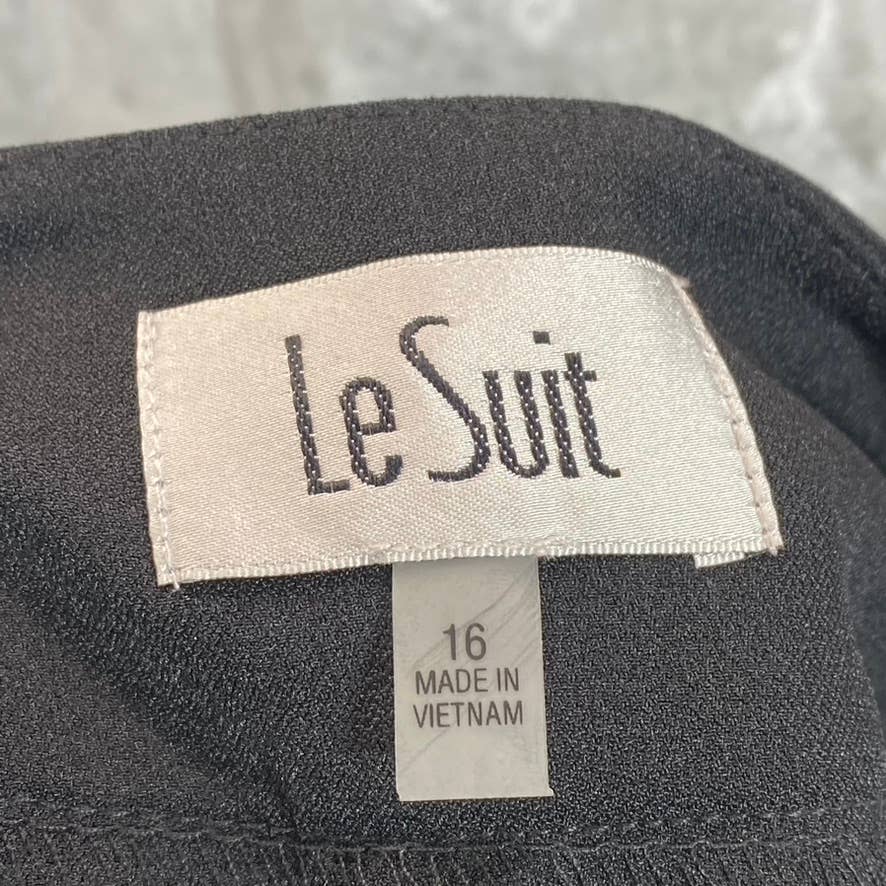 Le Suit
16
MADE IN
VIETNAM